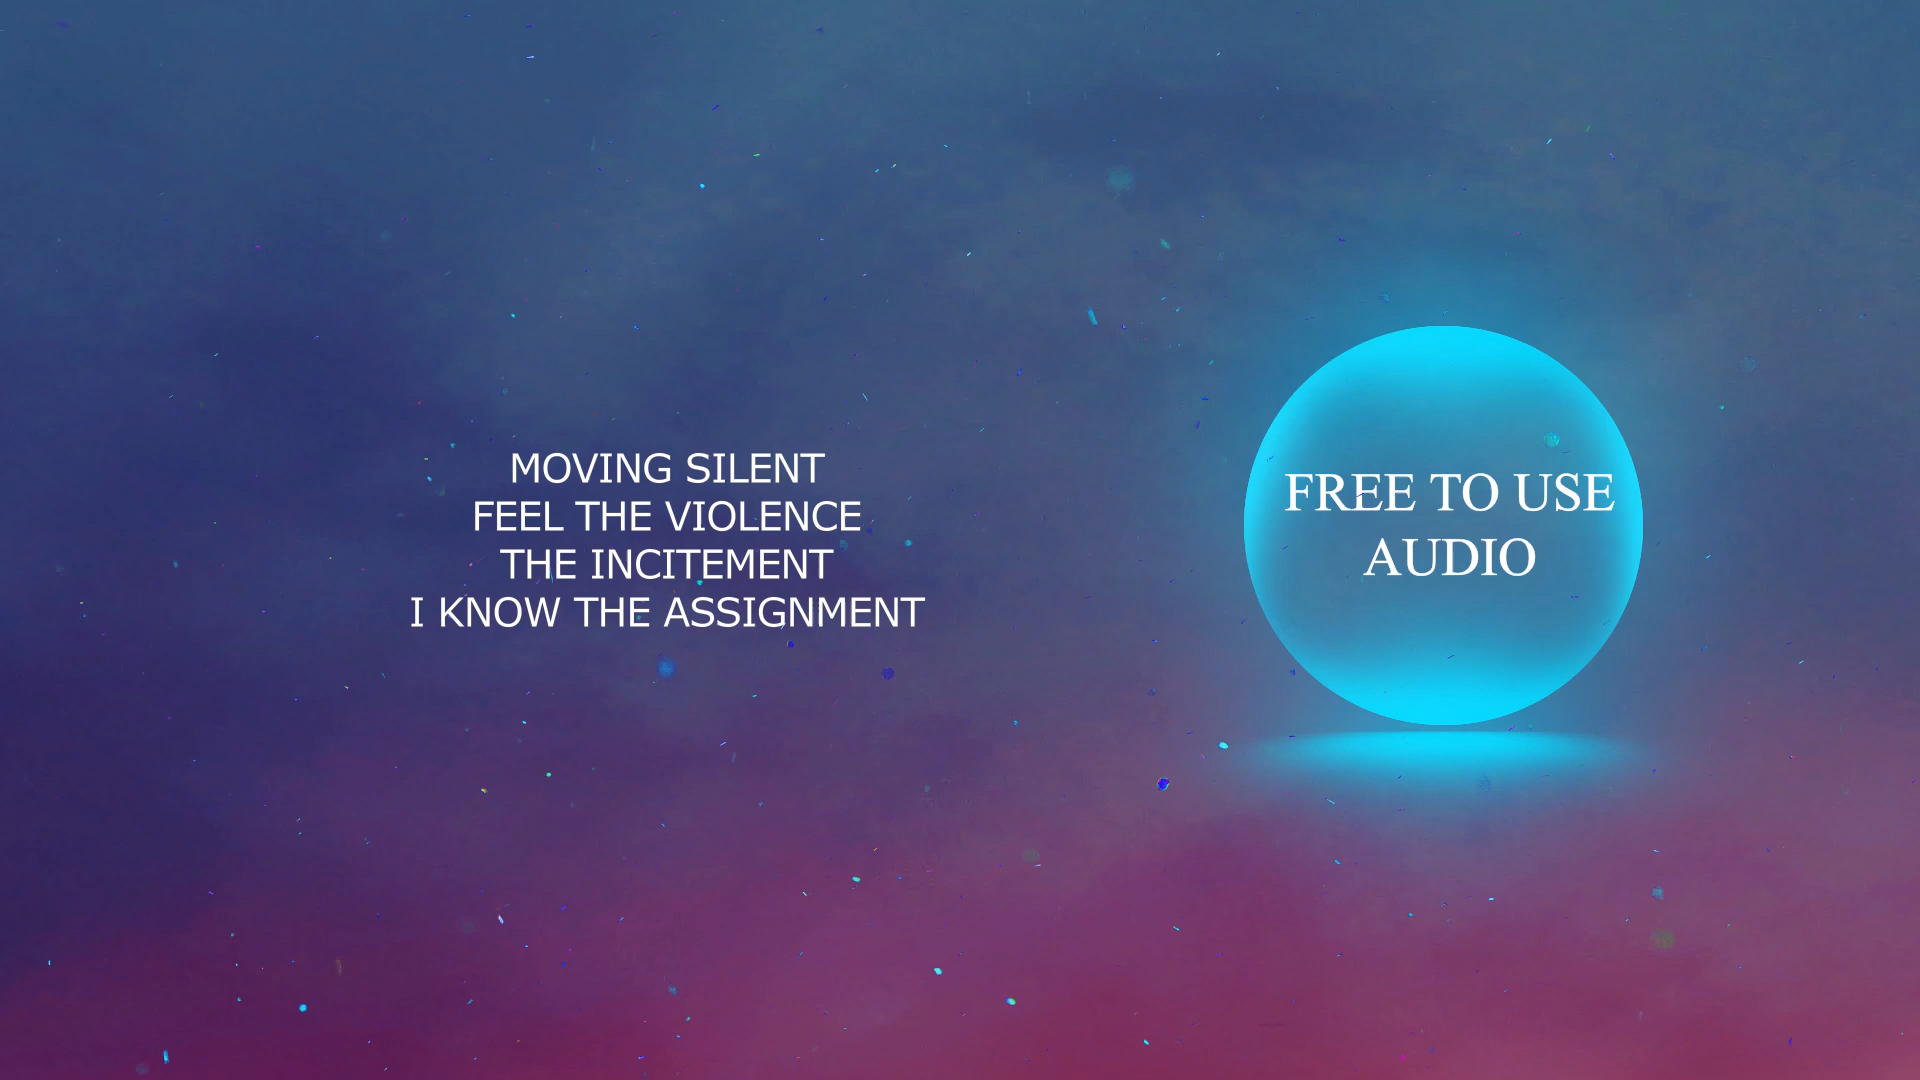 MOVING SILENT
FEEL THE VIOLENCE
THE INCITEMENT
I KNOW THE ASSIGNMENT
FREE TO USE
AUDIO